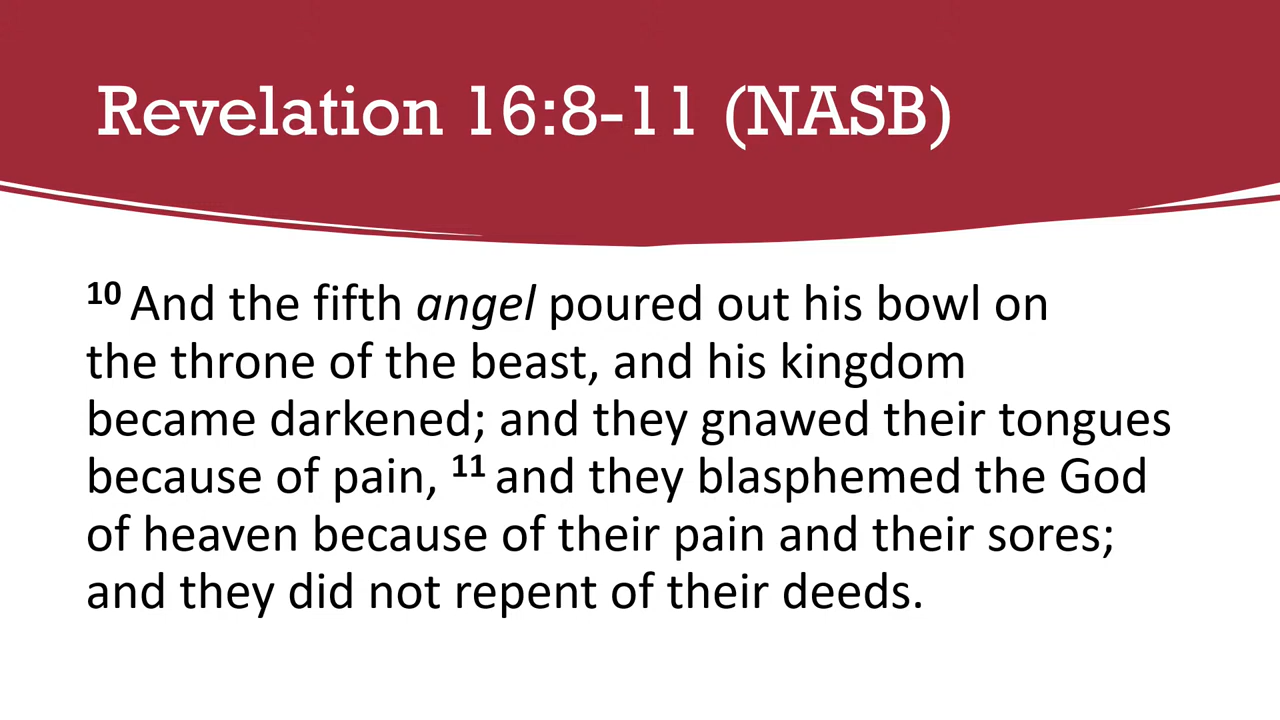 Revelation 16:8-11 (NASB)
10 And the fifth angel poured out his bowl on
the throne of the beast, and his kingdom
became darkened; and they gnawed their tongues
because of pain, 11 and they blasphemed the God
of heaven because of their pain and their sores;
and they did not repent of their deeds.